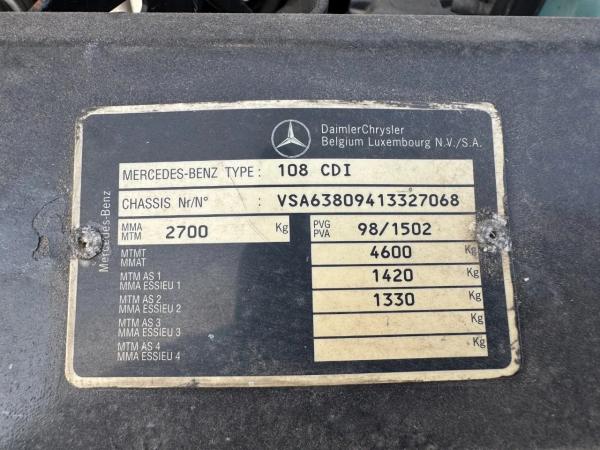 DaimlerChrysler
Belgium Luxembourg N.V./S.A.
Mercedes-Benz
MERCEDES-BENZ TYPE: 108 CDI
CHASSIS Nr/N° : VSA63809413327068
MMA
MTM 2700 Kg
PVG
PVA 98/1502
MTMT
MMAT 4600 Kg
MTM AS 1
MMA ESSIEU 1 1420 Kg
MTM AS 2
MMA ESSIEU 2 1330 Kg
MTM AS 3
MMA ESSIEU 3 Kg
MTM AS 4
MMA ESSIEU 4 Kg